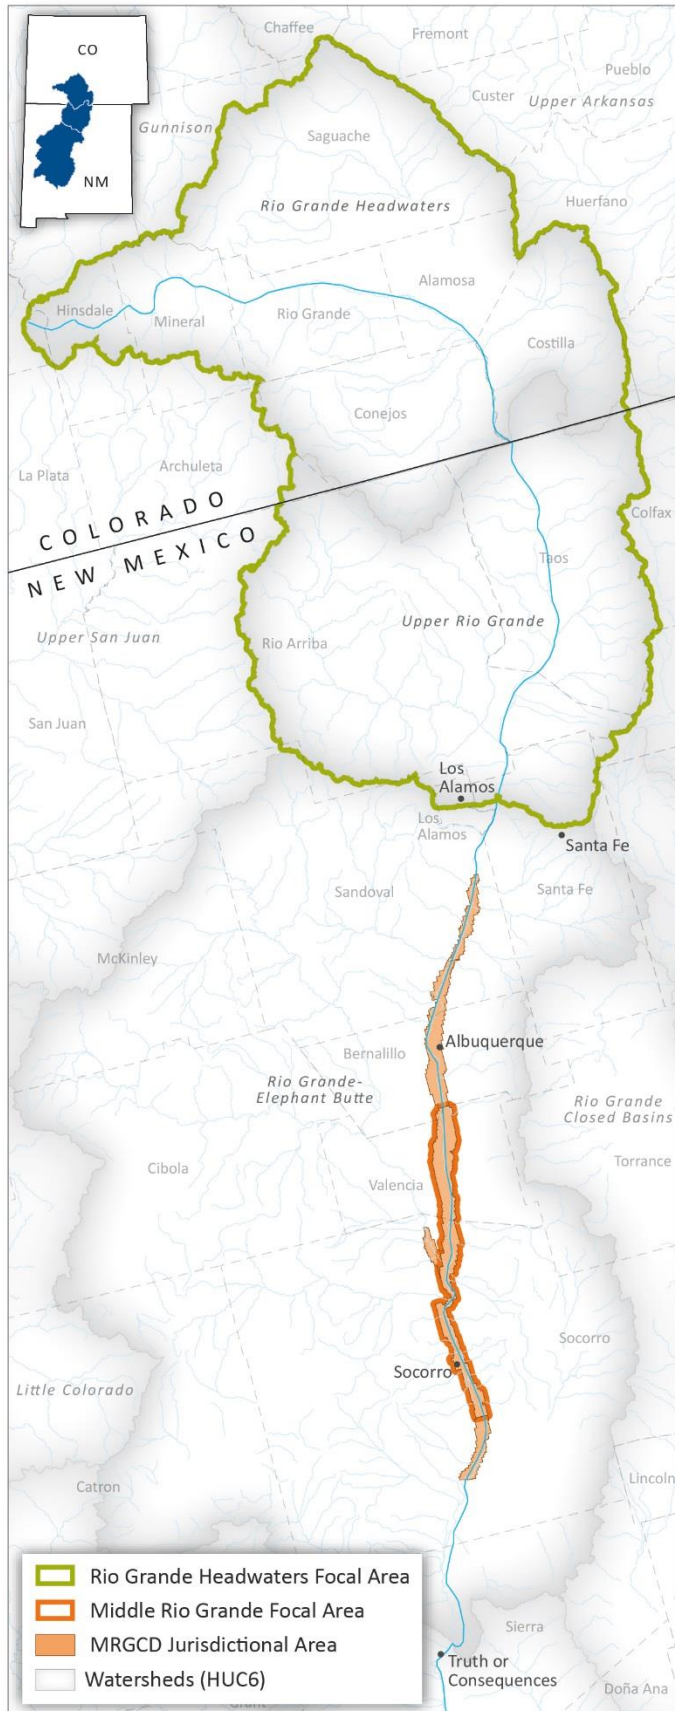 Chaffee
Fremont
CO
Pueblo
Custer
Upper Arkansas
Gunnison
Saguache
NM
Rio Grande Headwaters
Huerfano
Alamosa
Hinsdale
Mineral
Rio Grande
Costilla
Conejos
La Plata
Archuleta
COLORADO
NEW MEXICO
Colfax
Taos
Upper San Juan
Upper Rio Grande
Rio Arriba
San Juan
Los
Alamos
Los
Alamos
Santa Fe
Sandoval
Santa Fe
McKinley
Albuquerque
Bernalillo
Rio Grande-
Elephant Butte
Rio Grande
Closed Basins
Cibola
Torrance
Valencia
Socorro
Socorro
Little Colorado
Catron
Lincoln
Rio Grande Headwaters Focal Area
Middle Rio Grande Focal Area
MRGCD Jurisdictional Area
Watersheds (HUC6)
Sierra
Truth or
Consequences
Doña Ana
Grant